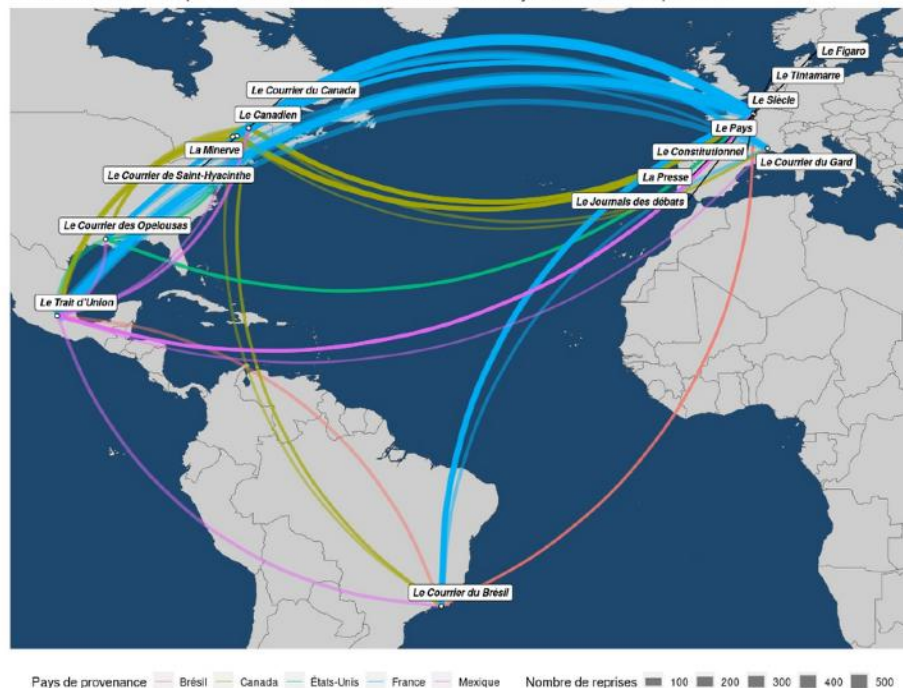 Le Figaro
Le Tintamarre
Le Siècle
Le Courrier du Canada
Le Canadien
Le Pays
La Minerve
Le Constitutionnel
Le Courrier du Gard
Le Courrier de Saint-Hyacinthe
La Presse
Le Journals des débats
Le Courrier des Opelousas
Le Trait d'Union
Le Courrier du Brésil
Pays de provenance Brésil Canada États-Unis France Mexique Nombre de reprises 100 200 300 400 500